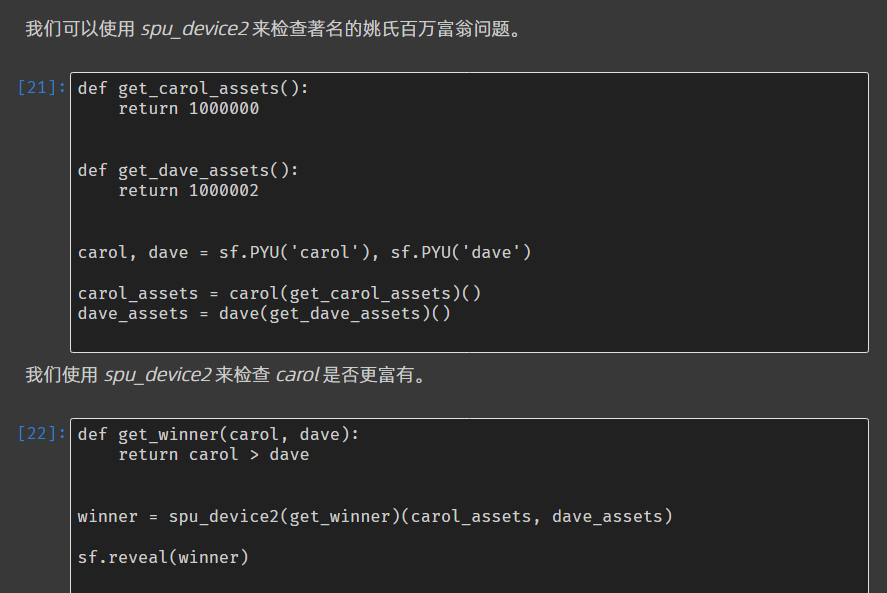 我们可以使用 spu_device2 来检查著名的姚氏百万富翁问题。
[21]: def get_carol_assets():
    return 1000000
def get_dave_assets():
    return 1000002
carol, dave = sf.PYU('carol'), sf.PYU('dave')
carol_assets = carol(get_carol_assets)()
dave_assets = dave(get_dave_assets)()
我们使用 spu_device2 来检查 carol 是否更富有。
[22]: def get_winner(carol, dave):
    return carol > dave
winner = spu_device2(get_winner)(carol_assets, dave_assets)
sf.reveal(winner)